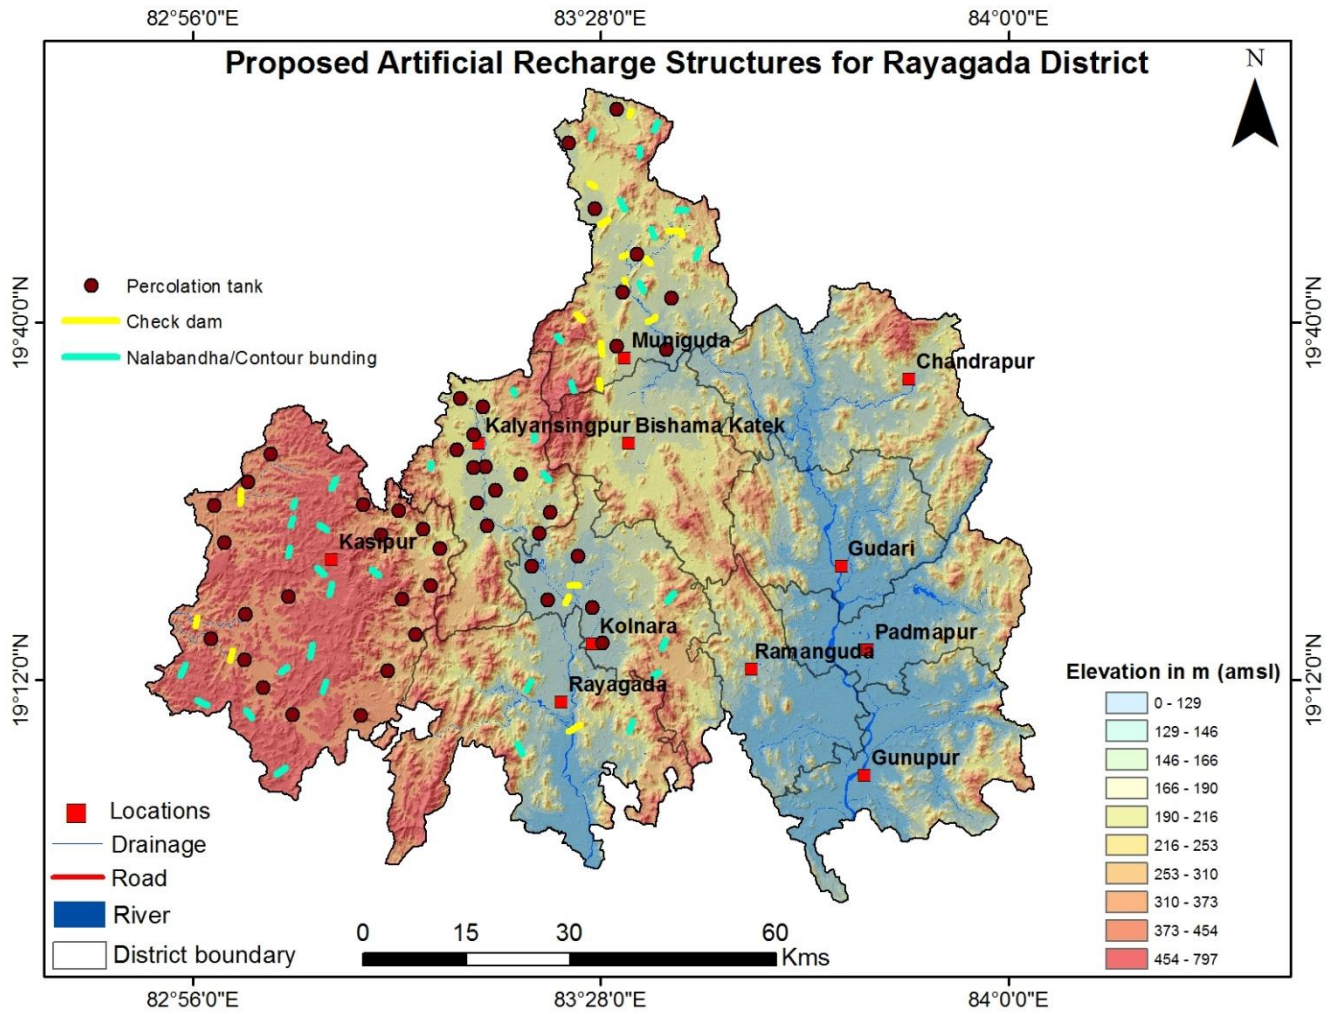 82°56'0"E 83°28'0"E 84°0'0"E
Proposed Artificial Recharge Structures for Rayagada District
N
Percolation tank
Check dam
Nalabandha/Contour bunding
19°40'0"N
19°40'0"N
Muniguda
Chandrapur
Kalyansingpur
Bishama Katek
Kasipur
Gudari
Kolnara
Padmapur
Ramanguda
Rayagada
Gunupur
19°12'0"N
19°12'0"N
Elevation in m (amsl)
0 - 129
129 - 146
146 - 166
166 - 190
190 - 216
216 - 253
253 - 310
310 - 373
373 - 454
454 - 797
Locations
Drainage
Road
River
District boundary
0 15 30 60
Kms
82°56'0"E 83°28'0"E 84°0'0"E